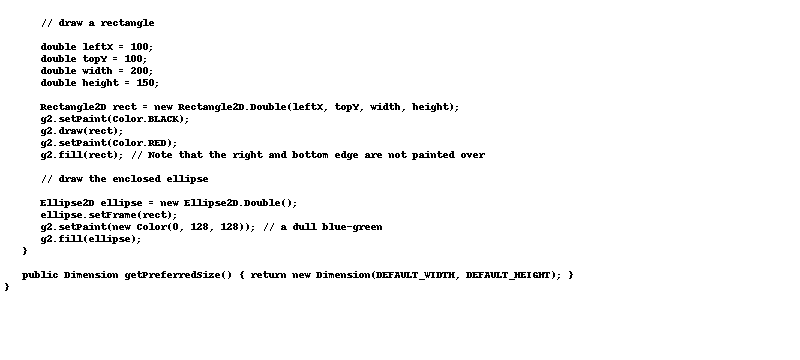 // draw a rectangle
double leftX = 100;
double topY = 100;
double width = 200;
double height = 150;
Rectangle2D rect = new Rectangle2D.Double(leftX, topY, width, height);
g2.setPaint(Color.BLACK);
g2.draw(rect);
g2.setPaint(Color.RED);
g2.fill(rect); // Note that the right and bottom edge are not painted over
// draw the enclosed ellipse
Ellipse2D ellipse = new Ellipse2D.Double();
ellipse.setFrame(rect);
g2.setPaint(new Color(0, 128, 128)); // a dull blue-green
g2.fill(ellipse);
}
public Dimension getPreferredSize() { return new Dimension(DEFAULT_WIDTH, DEFAULT_HEIGHT); }
}